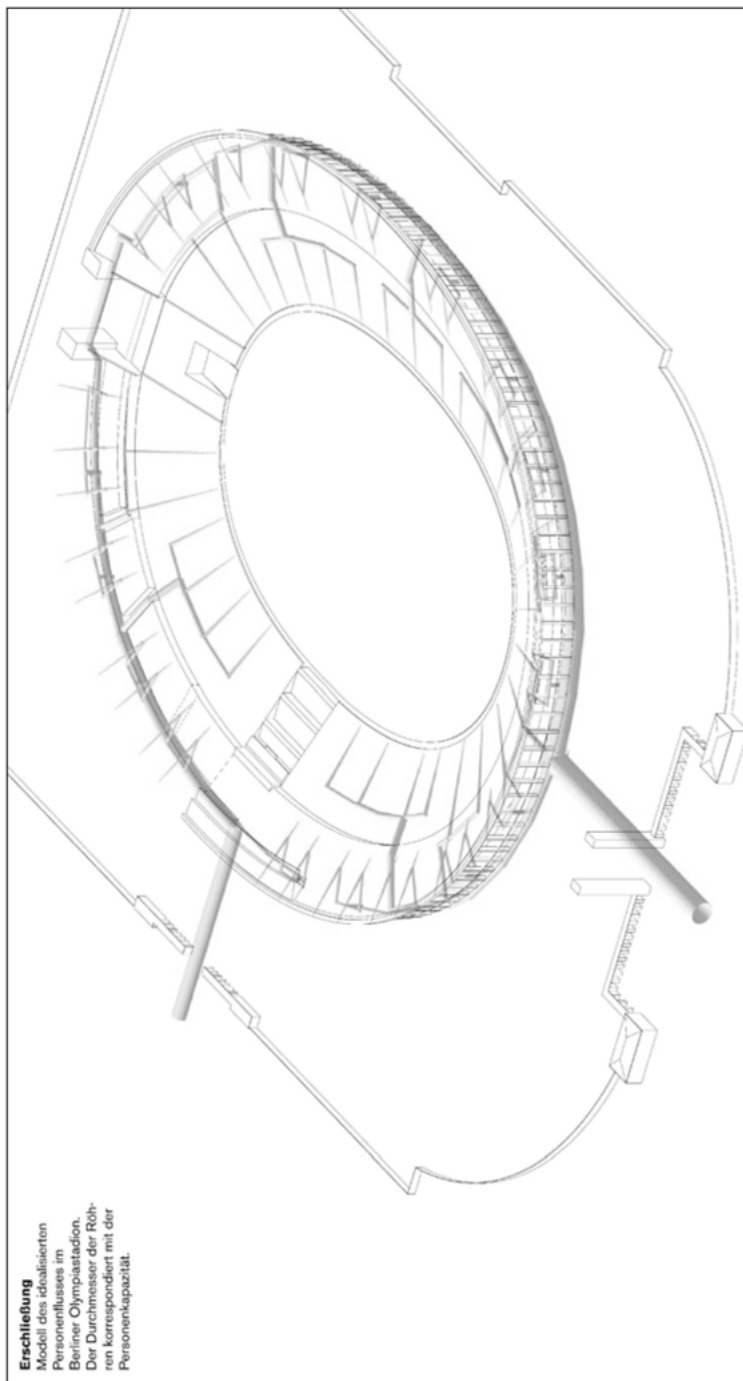 Erschließung
Modell des idealisierten
Personenflusses im
Berliner Olympiastadion.
Der Durchmesser der Röh-
ren korrespondiert mit der
Personenkapazität.